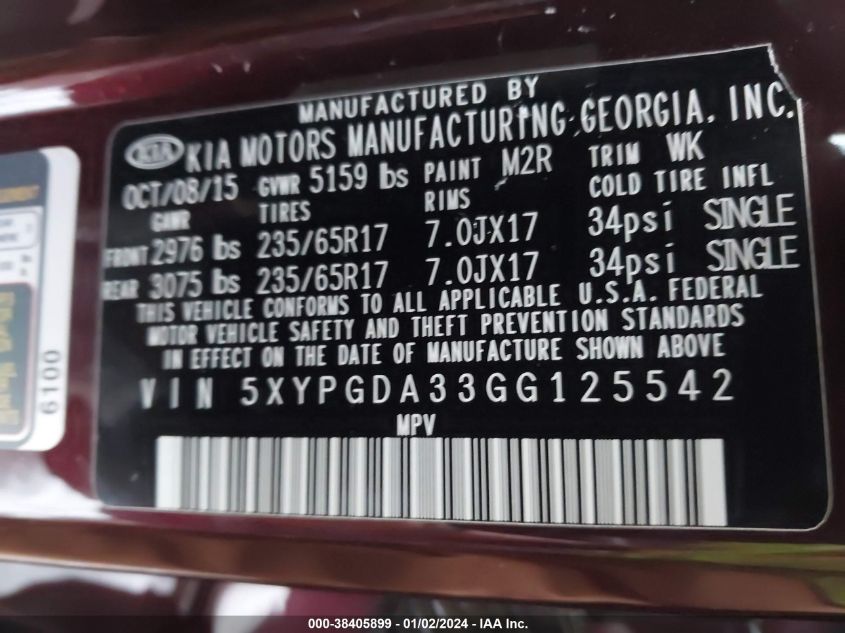 MANUFACTURED BY
KIA KIA MOTORS MANUFACTURING GEORGIA, INC.
OCT/08/15 GVWR 5159 lbs PAINT M2R TRIM WK
GAWR TIRES RIMS COLD TIRE INFL
FRONT 2976 lbs 235/65R17 7.0JX17 34psi SINGLE
REAR 3075 lbs 235/65R17 7.0JX17 34psi SINGLE
THIS VEHICLE CONFORMS TO ALL APPLICABLE U.S.A. FEDERAL
MOTOR VEHICLE SAFETY AND THEFT PREVENTION STANDARDS
IN EFFECT ON THE DATE OF MANUFACTURE SHOWN ABOVE
VIN 5XYPGDA33GG125542
MPV
6100
000-38405899 - 01/02/2024 - IAA Inc.